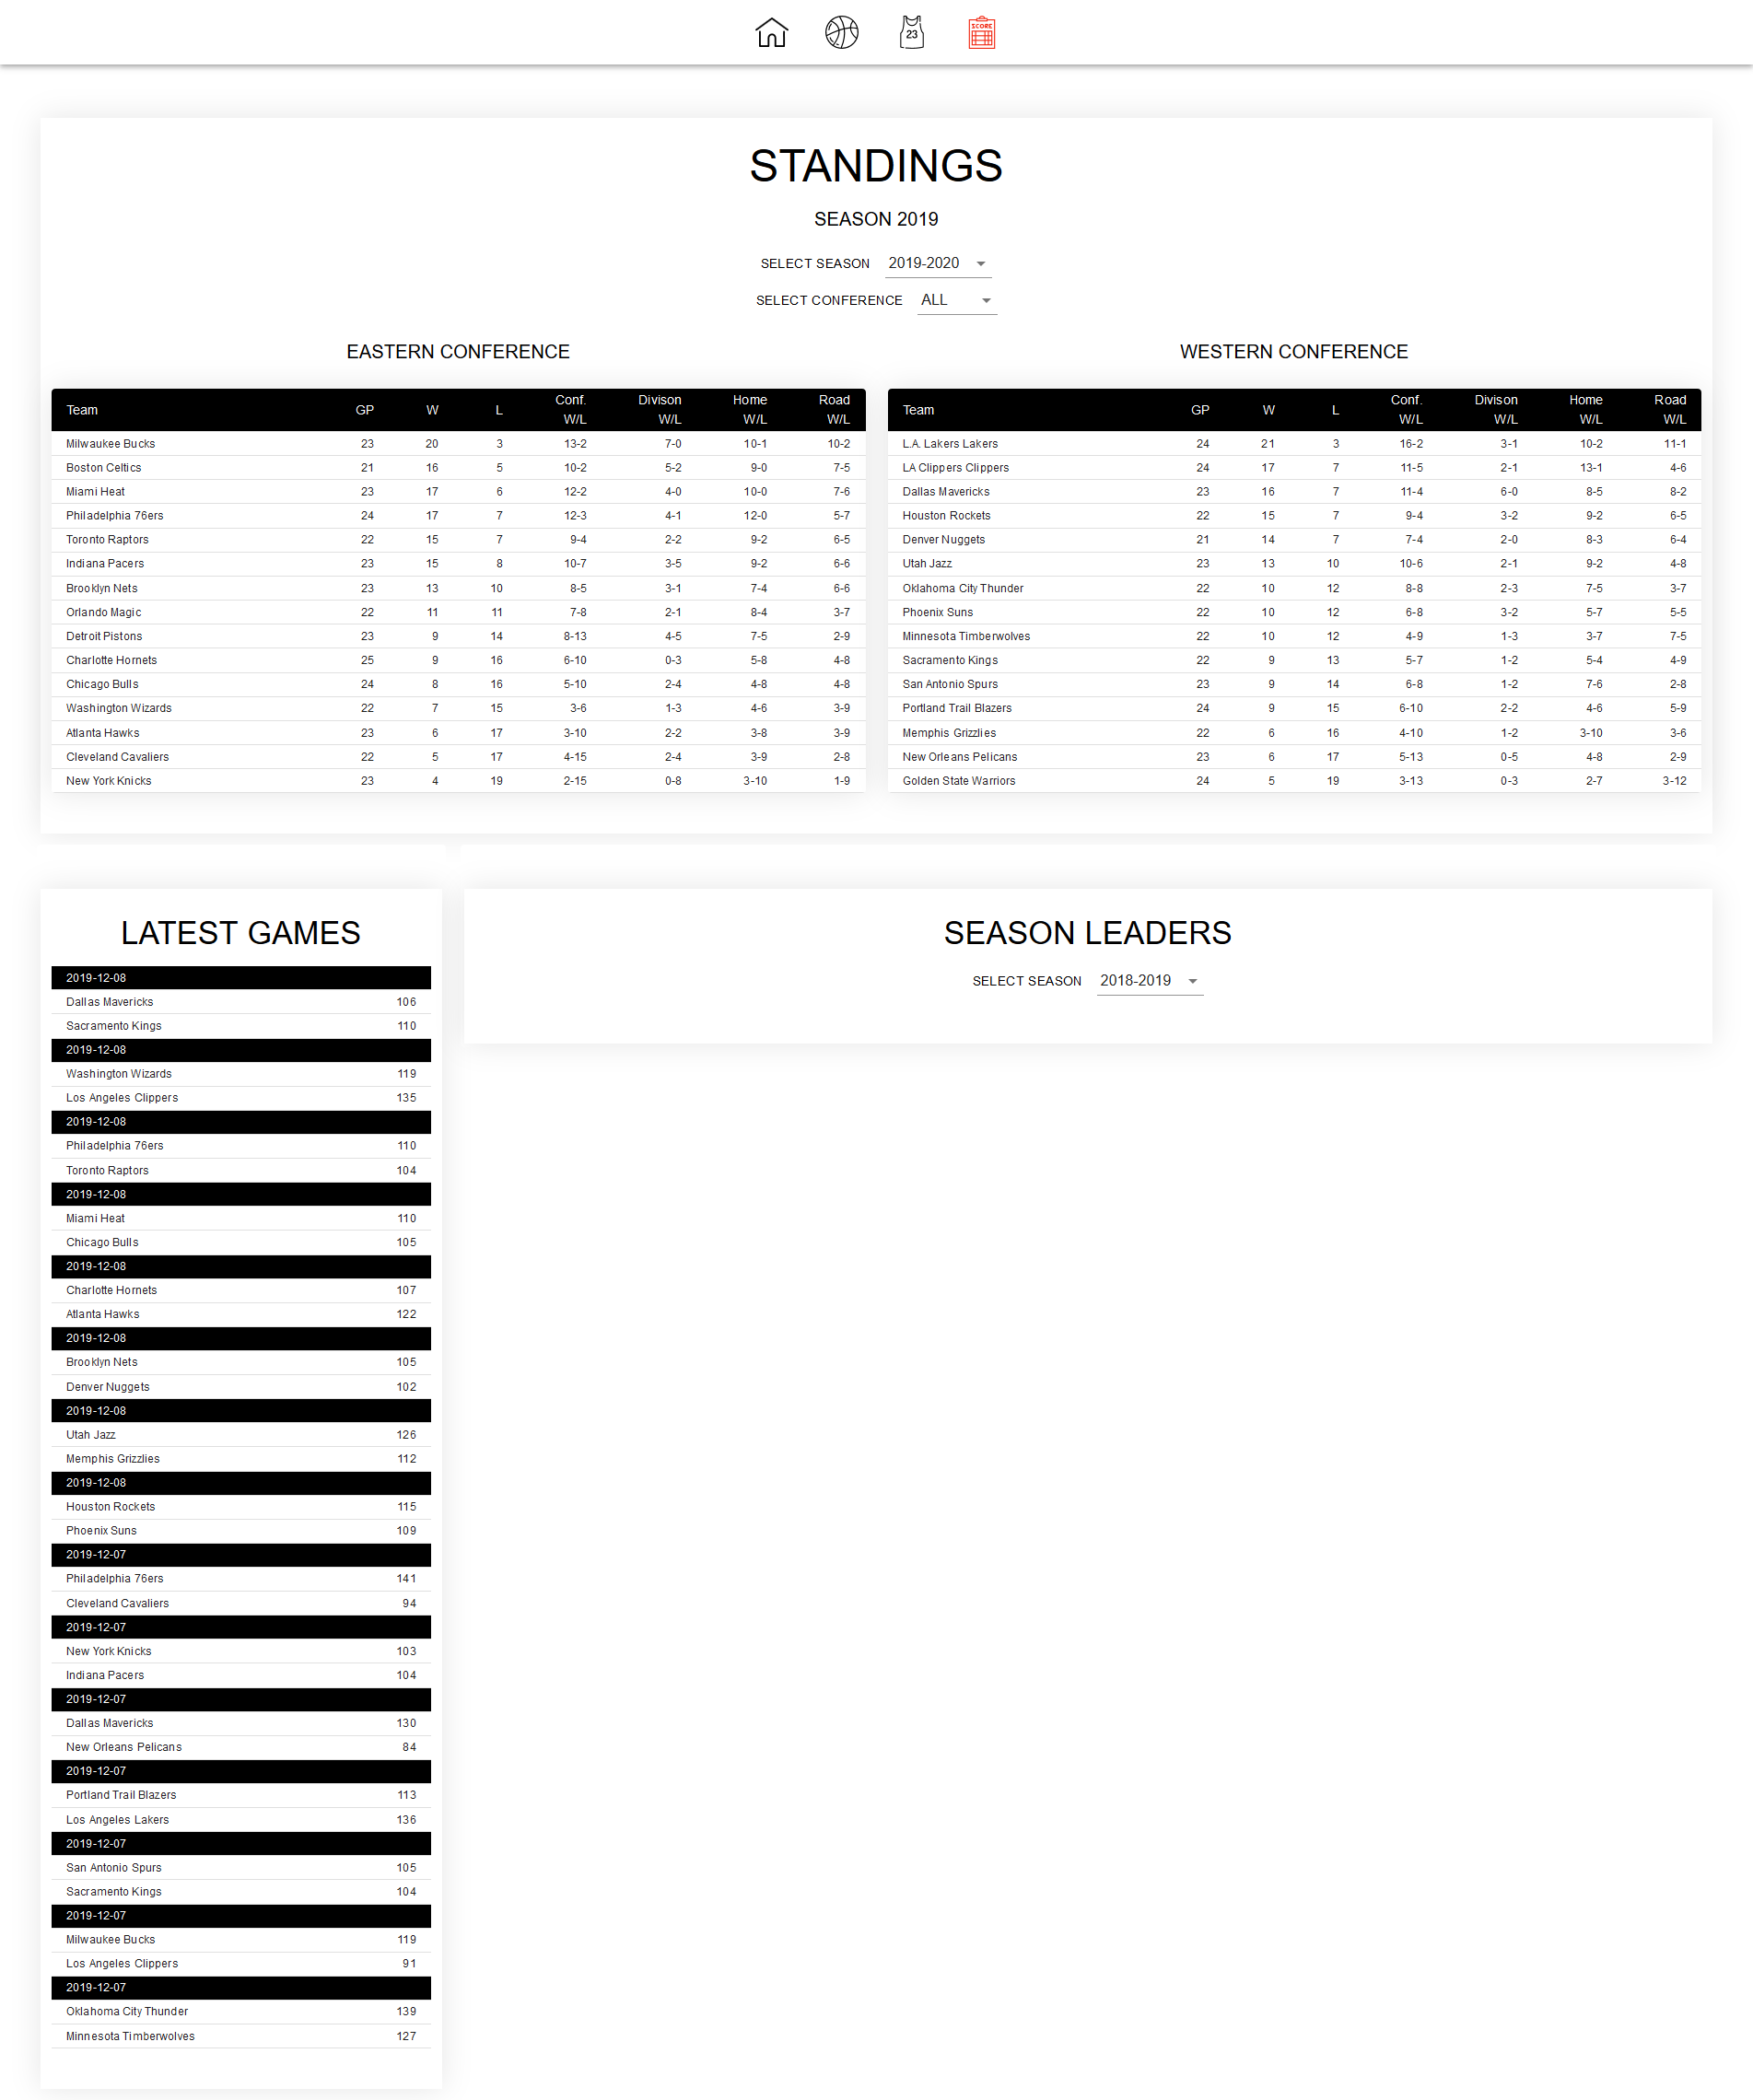 23
SCORE
STANDINGS
SEASON 2019
SELECT SEASON 2019-2020
SELECT CONFERENCE ALL
EASTERN CONFERENCE
Team GP W L Conf. W/L Divison W/L Home W/L Road W/L
Milwaukee Bucks 23 20 3 13-2 7-0 10-1 10-2
Boston Celtics 21 16 5 10-2 5-2 9-0 7-5
Miami Heat 23 17 6 12-2 4-0 10-0 7-6
Philadelphia 76ers 24 17 7 12-3 4-1 12-0 5-7
Toronto Raptors 22 15 7 9-4 2-2 9-2 6-5
Indiana Pacers 23 15 8 10-7 3-5 9-2 6-6
Brooklyn Nets 23 13 10 8-5 3-1 7-4 6-6
Orlando Magic 22 11 11 7-8 2-1 8-4 3-7
Detroit Pistons 23 9 14 8-13 4-5 7-5 2-9
Charlotte Hornets 25 9 16 6-10 0-3 5-8 4-8
Chicago Bulls 24 8 16 5-10 2-4 4-8 4-8
Washington Wizards 22 7 15 3-6 1-3 4-6 3-9
Atlanta Hawks 23 6 17 3-10 2-2 3-8 3-9
Cleveland Cavaliers 22 5 17 4-15 2-4 3-9 2-8
New York Knicks 23 4 19 2-15 0-8 3-10 1-9
WESTERN CONFERENCE
Team GP W L Conf. W/L Divison W/L Home W/L Road W/L
L.A. Lakers Lakers 24 21 3 16-2 3-1 10-2 11-1
LA Clippers Clippers 24 17 7 11-5 2-1 13-1 4-6
Dallas Mavericks 23 16 7 11-4 6-0 8-5 8-2
Houston Rockets 22 15 7 9-4 3-2 9-2 6-5
Denver Nuggets 21 14 7 7-4 2-0 8-3 6-4
Utah Jazz 23 13 10 10-6 2-1 9-2 4-8
Oklahoma City Thunder 22 10 12 8-8 2-3 7-5 3-7
Phoenix Suns 22 10 12 6-8 3-2 5-7 5-5
Minnesota Timberwolves 22 10 12 4-9 1-3 3-7 7-5
Sacramento Kings 22 9 13 5-7 1-2 5-4 4-9
San Antonio Spurs 23 9 14 6-8 1-2 7-6 2-8
Portland Trail Blazers 24 9 15 6-10 2-2 4-6 5-9
Memphis Grizzlies 22 6 16 4-10 1-2 3-10 3-6
New Orleans Pelicans 23 6 17 5-13 0-5 4-8 2-9
Golden State Warriors 24 5 19 3-13 0-3 2-7 3-12
LATEST GAMES
2019-12-08
Dallas Mavericks 106
Sacramento Kings 110
2019-12-08
Washington Wizards 119
Los Angeles Clippers 135
2019-12-08
Philadelphia 76ers 110
Toronto Raptors 104
2019-12-08
Miami Heat 110
Chicago Bulls 105
2019-12-08
Charlotte Hornets 107
Atlanta Hawks 122
2019-12-08
Brooklyn Nets 105
Denver Nuggets 102
2019-12-08
Utah Jazz 126
Memphis Grizzlies 112
2019-12-08
Houston Rockets 115
Phoenix Suns 109
2019-12-07
Philadelphia 76ers 141
Cleveland Cavaliers 94
2019-12-07
New York Knicks 103
Indiana Pacers 104
2019-12-07
Dallas Mavericks 130
New Orleans Pelicans 84
2019-12-07
Portland Trail Blazers 113
Los Angeles Lakers 136
2019-12-07
San Antonio Spurs 105
Sacramento Kings 104
2019-12-07
Milwaukee Bucks 119
Los Angeles Clippers 91
2019-12-07
Oklahoma City Thunder 139
Minnesota Timberwolves 127
SEASON LEADERS
SELECT SEASON 2018-2019